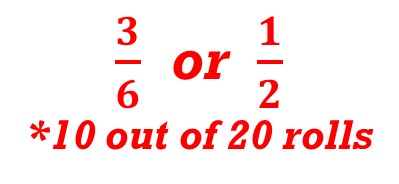 3/6 or 1/2
*10 out of 20 rolls